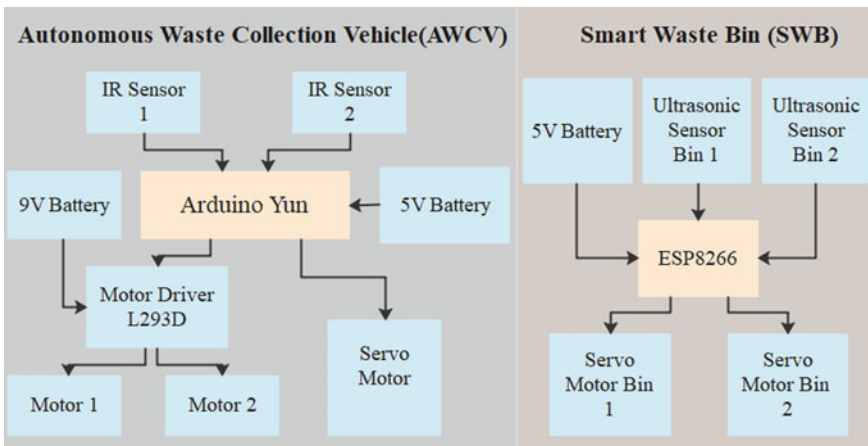 Autonomous Waste Collection Vehicle(AWCV)
IR Sensor
1
IR Sensor
2
9V Battery
Arduino Yun
5V Battery
Motor Driver
L293D
Servo
Motor
Motor 1
Motor 2
Smart Waste Bin (SWB)
5V Battery
Ultrasonic
Sensor
Bin 1
Ultrasonic
Sensor
Bin 2
ESP8266
Servo
Motor Bin
1
Servo
Motor Bin
2